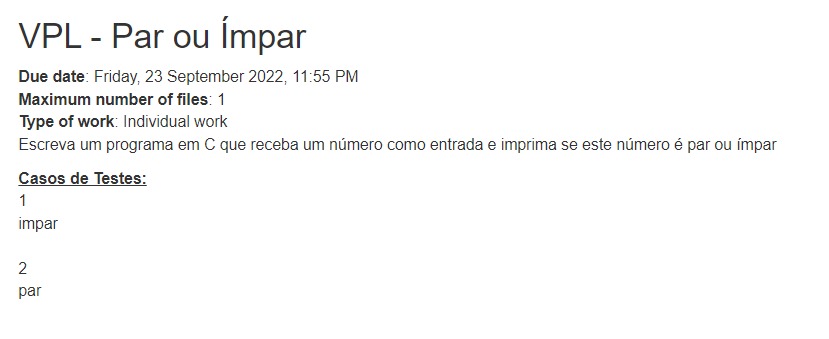 VPL - Par ou Ímpar
Due date: Friday, 23 September 2022, 11:55 PM
Maximum number of files: 1
Type of work: Individual work
Escreva um programa em C que receba um número como entrada e imprima se este número é par ou ímpar
Casos de Testes:
1
impar
2
par